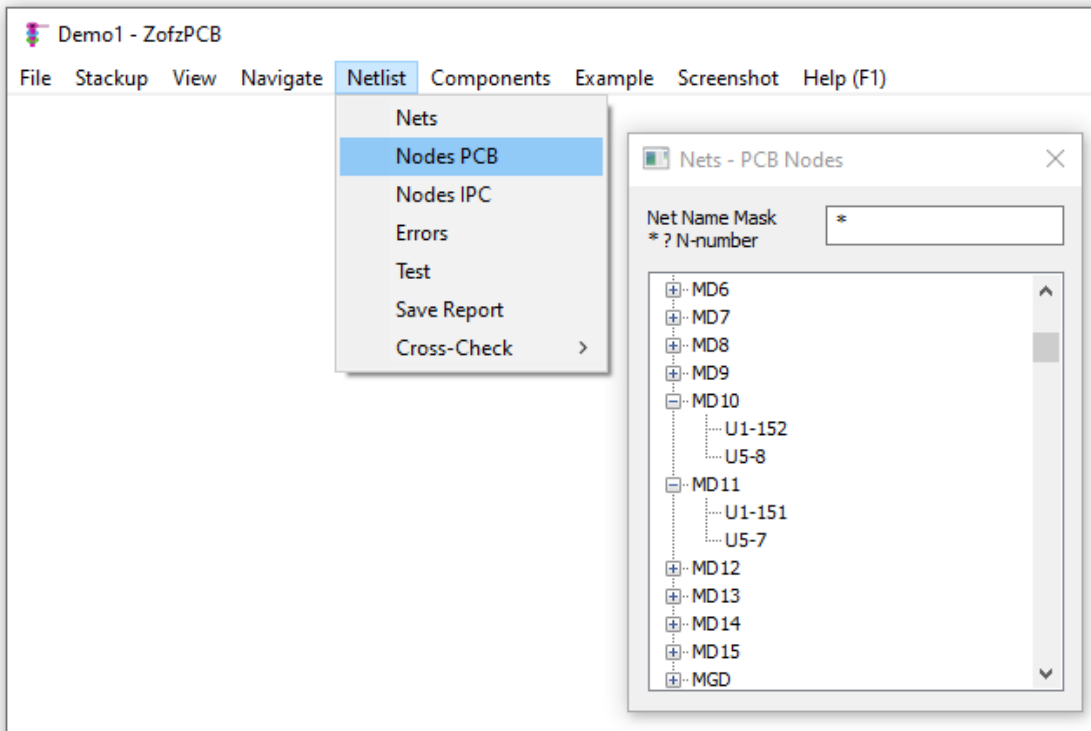 Demo1 - ZofzPCB
File Stackup View Navigate Netlist Components Example Screenshot Help (F1)
Nets
Nodes PCB
Nodes IPC
Errors
Test
Save Report
Cross-Check
Nets - PCB Nodes
Net Name Mask
* ? N-number
*
MD6
MD7
MD8
MD9
MD10
U1-152
U5-8
MD11
U1-151
U5-7
MD12
MD13
MD14
MD15
MGD